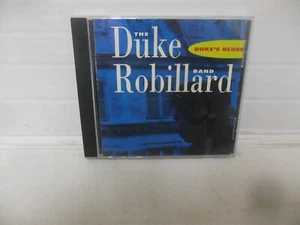 THE
Duke
DUKE'S BLUES
Robillard
BAND